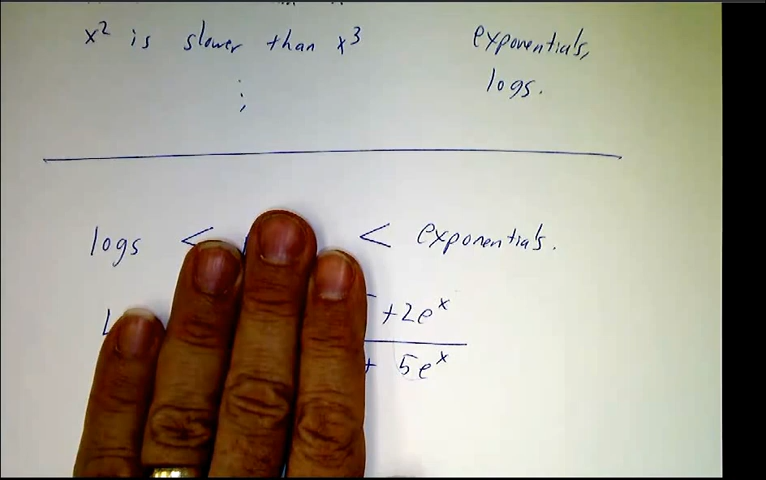 x² is slower than x³
exponentials,
logs.
logs < < exponentials.
+2eˣ
+ 5eˣ